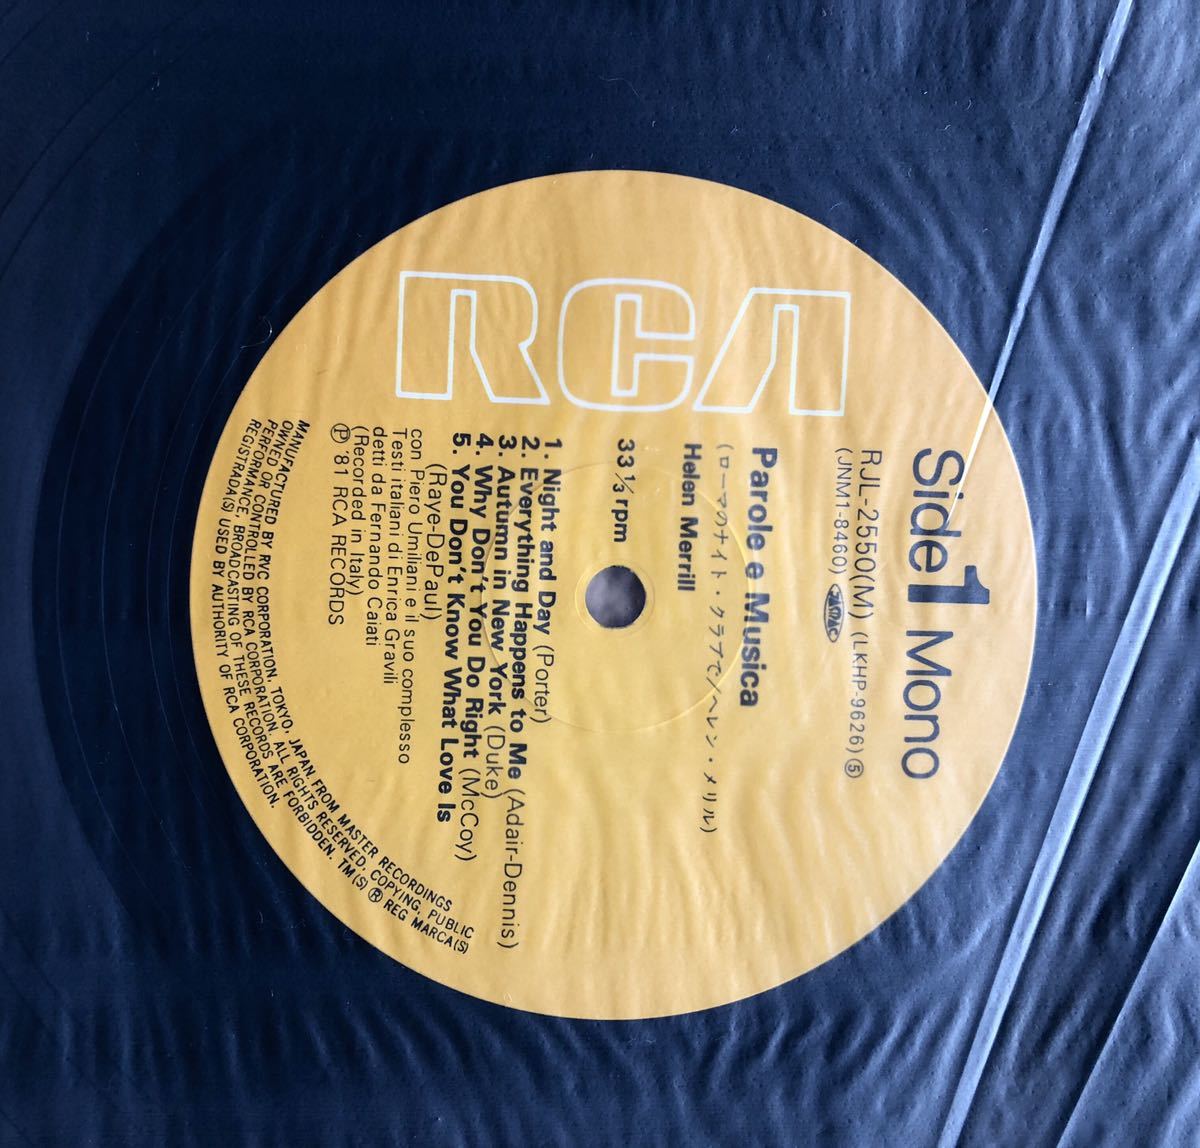 RCA
Side 1 Mono
RJL-2550(M) (LKHP-9626)⑤
(JNM1-8460) JASRAC
Parole e Musica
(ローマのナイト・クラブで/ヘレン・メリル)
Helen Merrill
33 1/3 rpm
1. Night and Day (Porter)
2. Everything Happens to Me (Adair-Dennis)
3. Autumn in New York (Duke)
4. Why Don't You Do Right (McCoy)
5. You Don't Know What Love Is
(Raye-DePaul)
con Piero Umiliani e il suo complesso
Testi italiani di Enrica Gravili
detti da Fernando Caiati
(Recorded in Italy)
Ⓟ '81 RCA RECORDS
MANUFACTURED BY RVC CORPORATION, TOKYO, JAPAN FROM MASTER RECORDINGS
OWNED OR CONTROLLED BY RCA CORPORATION. ALL RIGHTS RESERVED. COPYING, PUBLIC
PERFORMANCE, BROADCASTING OF THESE RECORDS ARE FORBIDDEN. TM(S) ® REG MARCA(S)
REGISTRADA(S) USED BY AUTHORITY OF RCA CORPORATION.